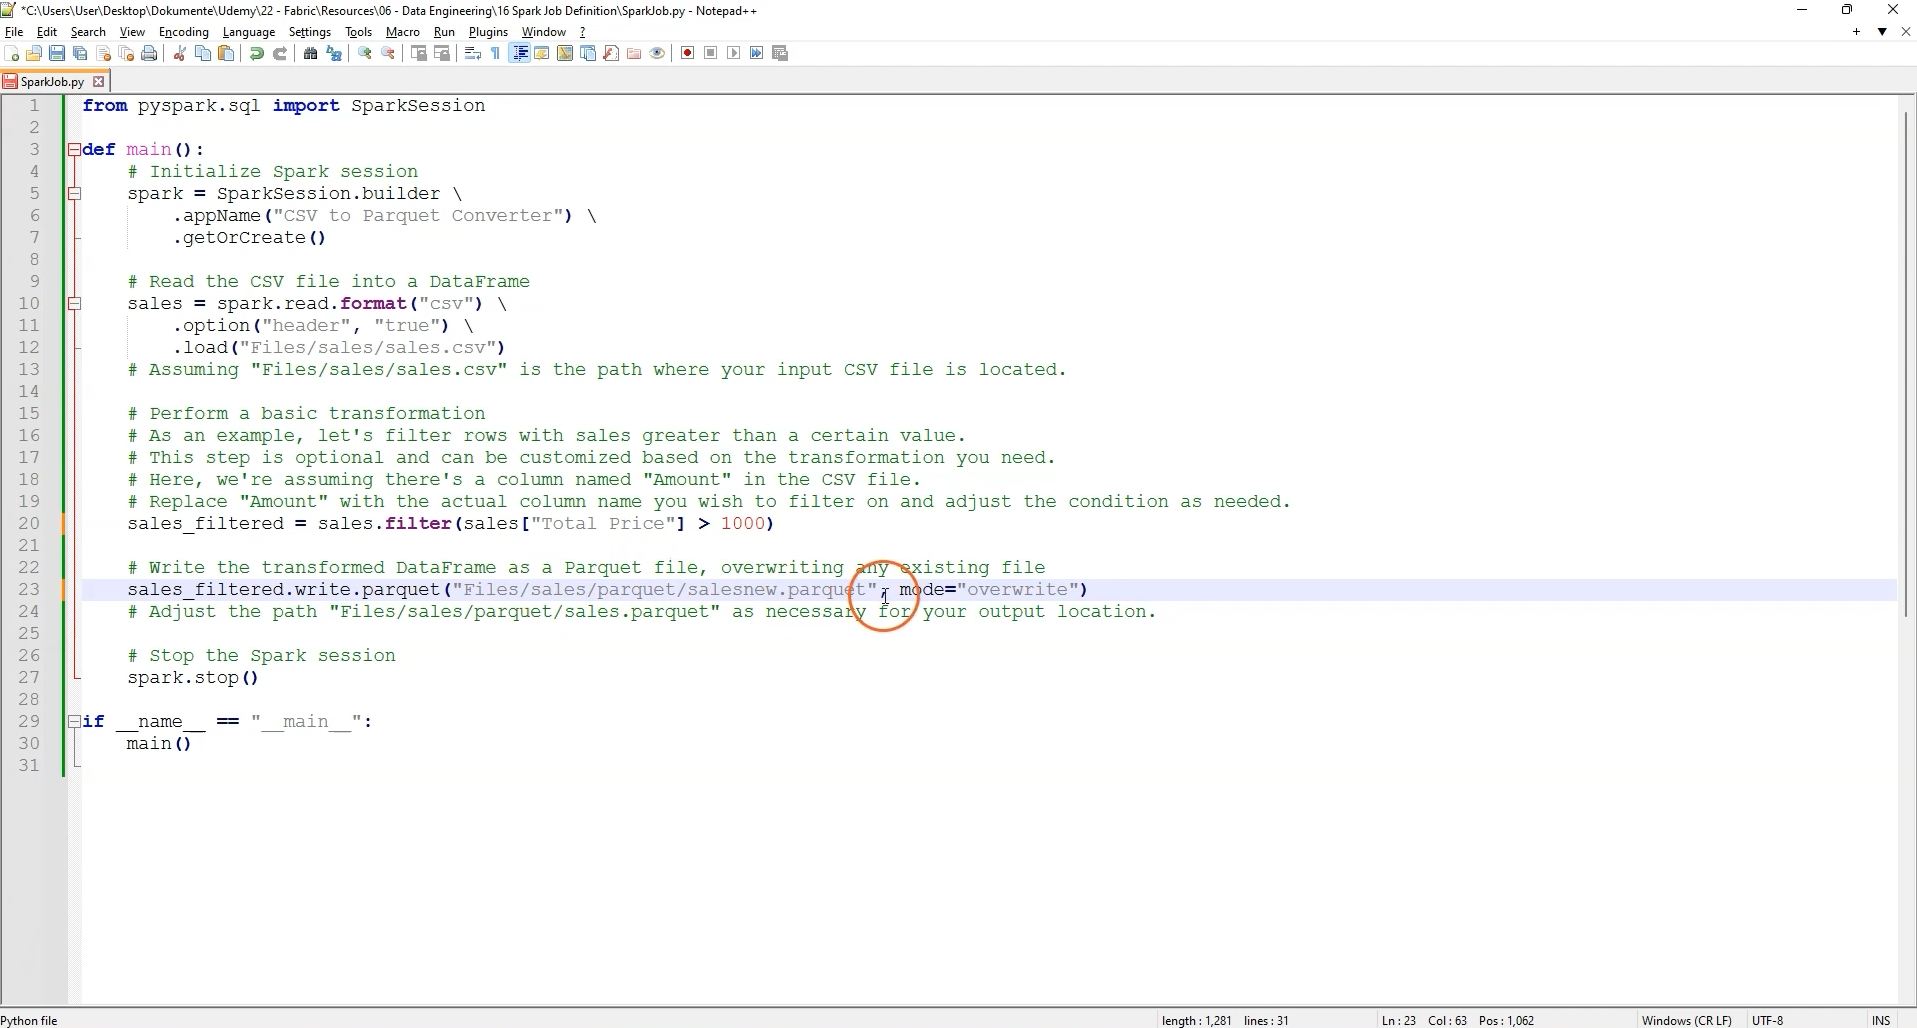 *C:\Users\User\Desktop\Dokumente\Udemy\22 - Fabric\Resources\06 - Data Engineering\16 Spark Job Definition\SparkJob.py - Notepad++
File Edit Search View Encoding Language Settings Tools Macro Run Plugins Window ?
SparkJob.py
1 from pyspark.sql import SparkSession
2
3 def main():
4 # Initialize Spark session
5 spark = SparkSession.builder \
6 .appName("CSV to Parquet Converter") \
7 .getOrCreate()
8
9 # Read the CSV file into a DataFrame
10 sales = spark.read.format("csv") \
11 .option("header", "true") \
12 .load("Files/sales/sales.csv")
13 # Assuming "Files/sales/sales.csv" is the path where your input CSV file is located.
14
15 # Perform a basic transformation
16 # As an example, let's filter rows with sales greater than a certain value.
17 # This step is optional and can be customized based on the transformation you need.
18 # Here, we're assuming there's a column named "Amount" in the CSV file.
19 # Replace "Amount" with the actual column name you wish to filter on and adjust the condition as needed.
20 sales_filtered = sales.filter(sales["Total Price"] > 1000)
21
22 # Write the transformed DataFrame as a Parquet file, overwriting any existing file
23 sales_filtered.write.parquet("Files/sales/parquet/salesnew.parquet", mode="overwrite")
24 # Adjust the path "Files/sales/parquet/sales.parquet" as necessary for your output location.
25
26 # Stop the Spark session
27 spark.stop()
28
29 if __name__ == "__main__":
30 main()
31
Python file length : 1,281 lines : 31 Ln : 23 Col : 63 Pos : 1,062 Windows (CR LF) UTF-8 INS